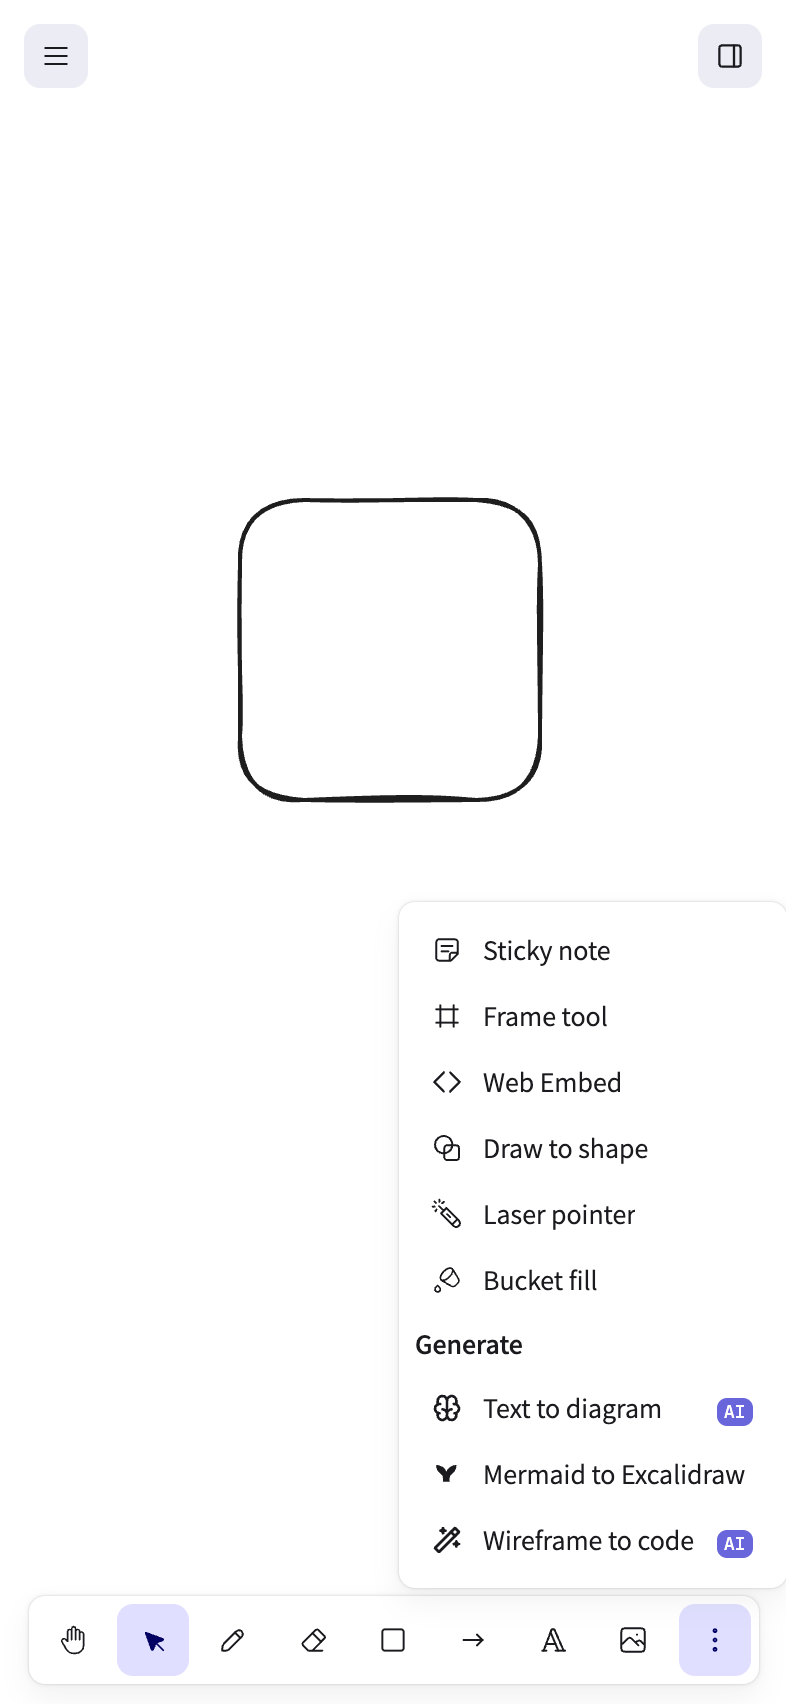 Sticky note
Frame tool
Web Embed
Draw to shape
Laser pointer
Bucket fill
Generate
Text to diagram AI
Mermaid to Excalidraw
Wireframe to code AI
A